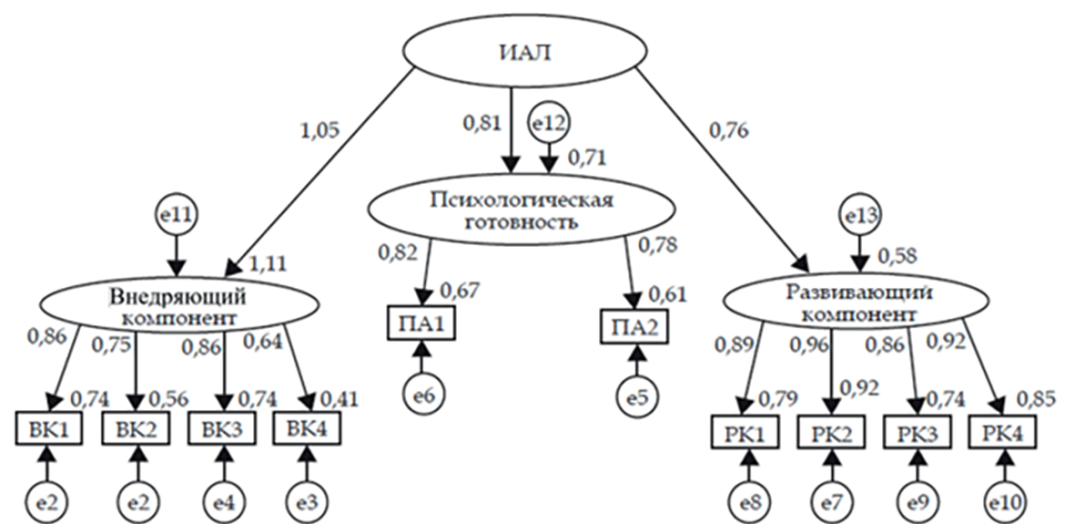 ИАЛ
1,05
0,81
e12
0,76
0,71
Психологическая
готовность
e11
e13
0,82
0,78
1,11
0,58
Внедряющий
компонент
0,67
0,61
Развивающий
компонент
ПА1
ПА2
0,86
0,75
0,86
0,64
0,89
0,96
0,86
0,92
e6
e5
0,74
0,56
0,74
0,41
0,79
0,92
0,74
0,85
ВК1
ВК2
ВК3
ВК4
РК1
РК2
РК3
РК4
e2
e2
e4
e3
e8
e7
e9
e10